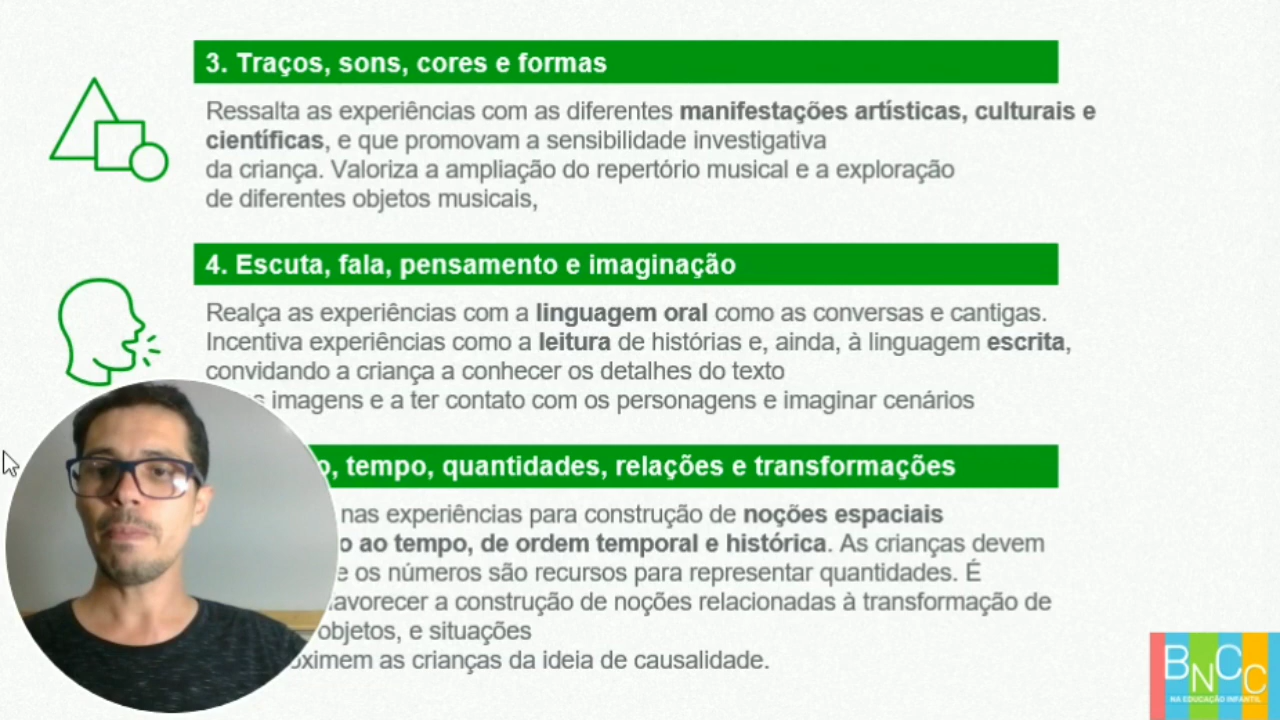 3. Traços, sons, cores e formas
Ressalta as experiências com as diferentes manifestações artísticas, culturais e
científicas, e que promovam a sensibilidade investigativa
da criança. Valoriza a ampliação do repertório musical e a exploração
de diferentes objetos musicais,
4. Escuta, fala, pensamento e imaginação
Realça as experiências com a linguagem oral como as conversas e cantigas.
Incentiva experiências como a leitura de histórias e, ainda, à linguagem escrita,
convidando a criança a conhecer os detalhes do texto
imagens e a ter contato com os personagens e imaginar cenários
tempo, quantidades, relações e transformações
nas experiências para construção de noções espaciais
ao tempo, de ordem temporal e histórica. As crianças devem
e os números são recursos para representar quantidades. É
favorecer a construção de noções relacionadas à transformação de
objetos, e situações
as crianças da ideia de causalidade.
BNCC
NA EDUCAÇÃO INFANTIL